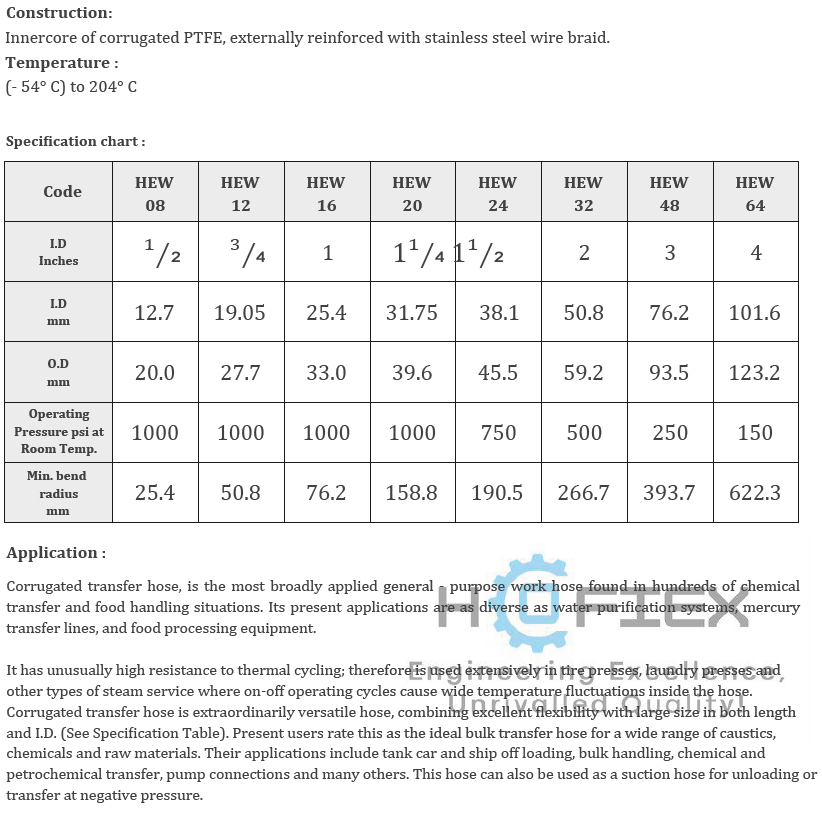 Construction:
Innercore of corrugated PTFE, externally reinforced with stainless steel wire braid.
Temperature :
(- 54° C) to 204° C
Specification chart :
Code HEW 08 HEW 12 HEW 16 HEW 20 HEW 24 HEW 32 HEW 48 HEW 64
I.D Inches 1/2 3/4 1 1 1/4 1 1/2 2 3 4
I.D mm 12.7 19.05 25.4 31.75 38.1 50.8 76.2 101.6
O.D mm 20.0 27.7 33.0 39.6 45.5 59.2 93.5 123.2
Operating Pressure psi at Room Temp. 1000 1000 1000 1000 750 500 250 150
Min. bend radius mm 25.4 50.8 76.2 158.8 190.5 266.7 393.7 622.3
Application :
Corrugated transfer hose, is the most broadly applied general - purpose work hose found in hundreds of chemical
transfer and food handling situations. Its present applications are as diverse as water purification systems, mercury
transfer lines, and food processing equipment.
HOFIEX
It has unusually high resistance to thermal cycling; therefore is used extensively in tire presses, laundry presses and
Engineering Excellence,
other types of steam service where on-off operating cycles cause wide temperature fluctuations inside the hose.
Unrivalled Quality!
Corrugated transfer hose is extraordinarily versatile hose, combining excellent flexibility with large size in both length
and I.D. (See Specification Table). Present users rate this as the ideal bulk transfer hose for a wide range of caustics,
chemicals and raw materials. Their applications include tank car and ship off loading, bulk handling, chemical and
petrochemical transfer, pump connections and many others. This hose can also be used as a suction hose for unloading or
transfer at negative pressure.